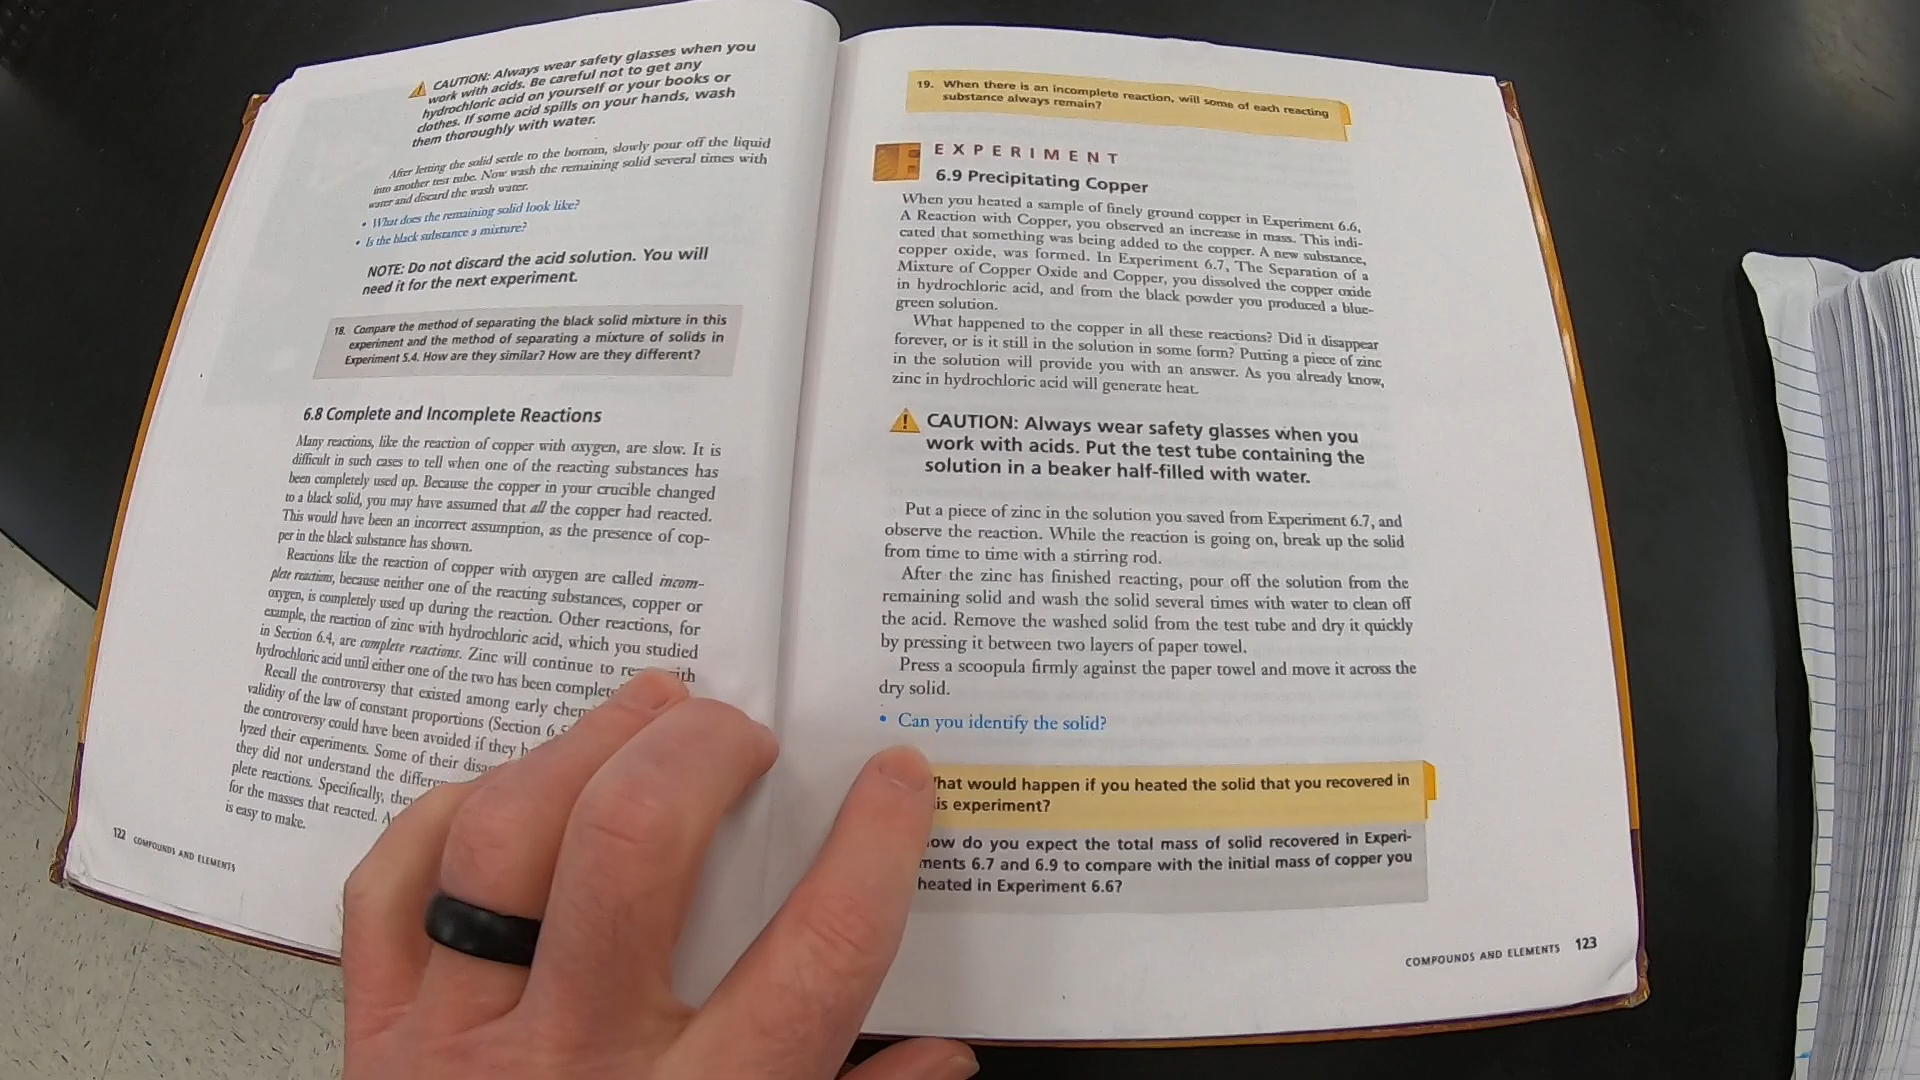 CAUTION: Always wear safety glasses when you
work with acids. Be careful not to get any
hydrochloric acid on yourself or your books or
clothes. If some acid spills on your hands, wash
them thoroughly with water.
After letting the solid settle to the bottom, slowly pour off the liquid
into another test tube. Now wash the remaining solid several times with
water and discard the wash water.
• What does the remaining solid look like?
• Is the black substance a mixture?
NOTE: Do not discard the acid solution. You will
need it for the next experiment.
18. Compare the method of separating the black solid mixture in this
experiment and the method of separating a mixture of solids in
Experiment 5.4. How are they similar? How are they different?
6.8 Complete and Incomplete Reactions
Many reactions, like the reaction of copper with oxygen, are slow. It is
difficult in such cases to tell when one of the reacting substances has
been completely used up. Because the copper in your crucible changed
to a black solid, you may have assumed that all the copper had reacted.
This would have been an incorrect assumption, as the presence of cop-
per in the black substance has shown.
Reactions like the reaction of copper with oxygen are called incom-
plete reactions, because neither one of the reacting substances, copper or
oxygen, is completely used up during the reaction. Other reactions, for
example, the reaction of zinc with hydrochloric acid, which you studied
in Section 6.4, are complete reactions. Zinc will continue to
hydrochloric acid until either one of the two has been
Recall the controversy that existed among early
validity of the law of constant proportions (Section
the controversy could have been avoided if they
lyzed their experiments. Some of their
they did not understand the
plete reactions. Specifically, they
for the masses that reacted.
is easy to make.
122 COMPOUNDS AND ELEMENTS
19. When there is an incomplete reaction, will some of each reacting
substance always remain?
EXPERIMENT
6.9 Precipitating Copper
When you heated a sample of finely ground copper in Experiment 6.6,
A Reaction with Copper, you observed an increase in mass. This indi-
cated that something was being added to the copper. A new substance,
copper oxide, was formed. In Experiment 6.7, The Separation of a
Mixture of Copper Oxide and Copper, you dissolved the copper oxide
in hydrochloric acid, and from the black powder you produced a blue-
green solution.
What happened to the copper in all these reactions? Did it disappear
forever, or is it still in the solution in some form? Putting a piece of zinc
in the solution will provide you with an answer. As you already know,
zinc in hydrochloric acid will generate heat.
CAUTION: Always wear safety glasses when you
work with acids. Put the test tube containing the
solution in a beaker half-filled with water.
Put a piece of zinc in the solution you saved from Experiment 6.7, and
observe the reaction. While the reaction is going on, break up the solid
from time to time with a stirring rod.
After the zinc has finished reacting, pour off the solution from the
remaining solid and wash the solid several times with water to clean off
the acid. Remove the washed solid from the test tube and dry it quickly
by pressing it between two layers of paper towel.
Press a scoopula firmly against the paper towel and move it across the
dry solid.
• Can you identify the solid?
would happen if you heated the solid that you recovered in
experiment?
do you expect the total mass of solid recovered in Experi-
ments 6.7 and 6.9 to compare with the initial mass of copper you
heated in Experiment 6.6?
COMPOUNDS AND ELEMENTS 123